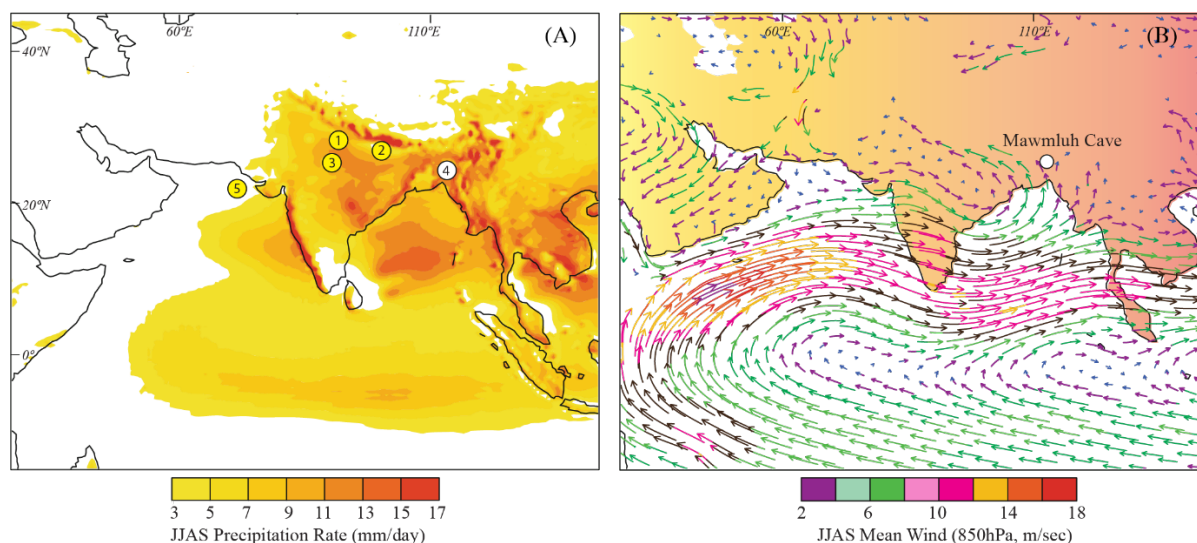 60°E
110°E
(A)
40°N
20°N
0°
1
2
3
4
5
3 5 7 9 11 13 15 17
JJAS Precipitation Rate (mm/day)
60°E
110°E
(B)
Mawmluh Cave
2 6 10 14 18
JJAS Mean Wind (850hPa, m/sec)